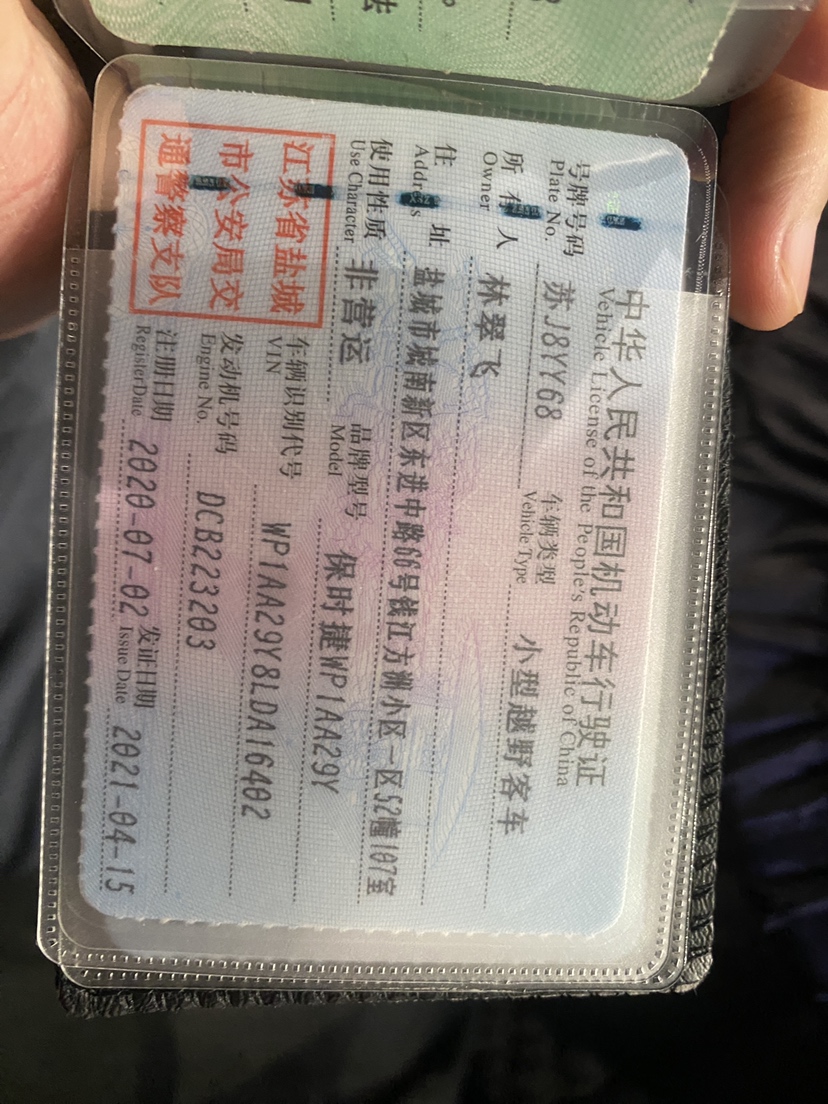 中华人民共和国机动车行驶证
Vehicle License of the People's Republic of China
号牌号码 苏J8YY68 车辆类型 小型越野客车
Plate No. Vehicle Type
所有人 林翠飞
Owner
住址 盐城市城南新区东进中路66号钱江方洲小区一区52幢107室
Address
使用性质 非营运 品牌型号 保时捷WP1AA29Y
Use Character Model
江苏省盐城
市公安局交
通警察支队
车辆识别代号 WP1AA29Y8LDA16402
VIN
发动机号码 DCB223203
Engine No.
注册日期 2020-07-02 发证日期 2021-04-15
Register Date Issue Date